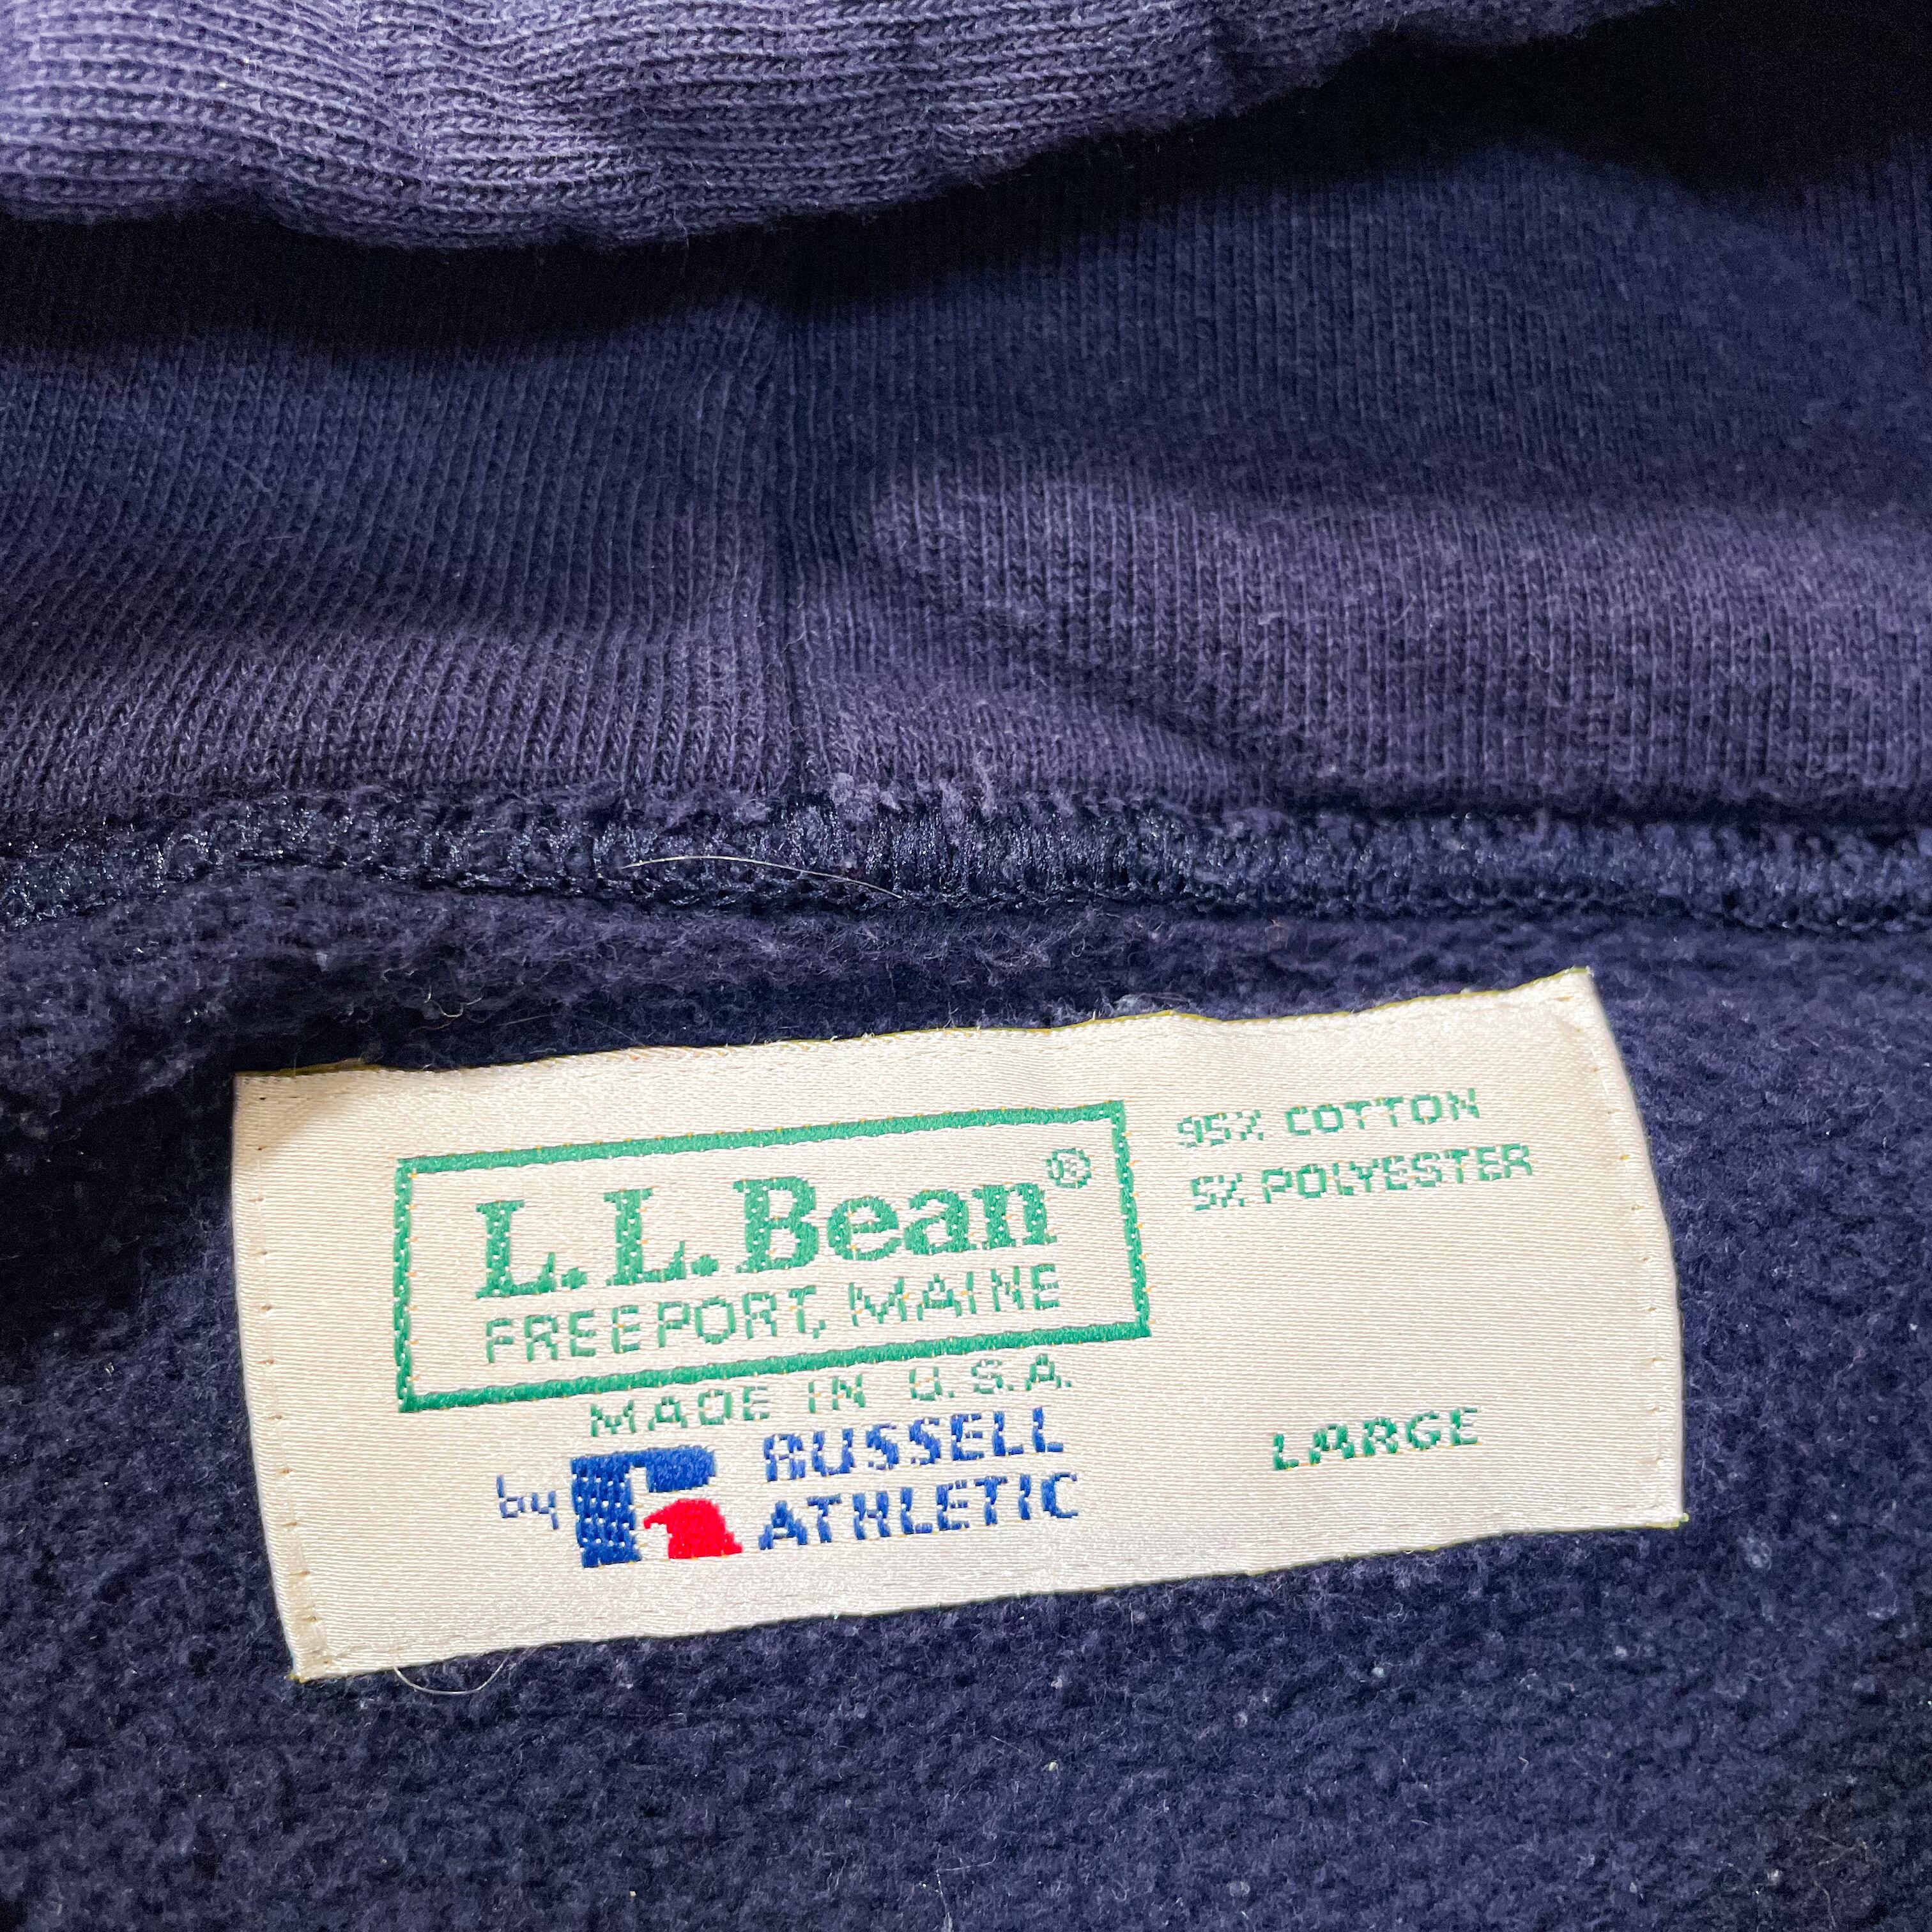 L.L.Bean®
FREEPORT, MAINE
MADE IN U.S.A.
by RUSSELL
ATHLETIC
95% COTTON
5% POLYESTER
LARGE